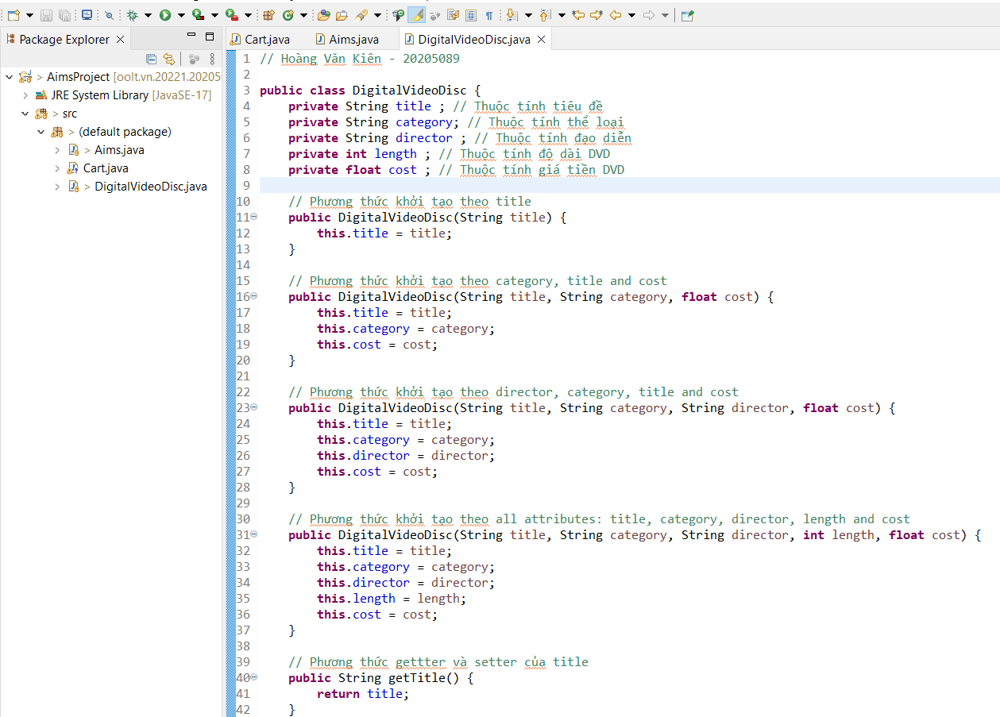 Package Explorer
> AimsProject [oolt.vn.20221.20205
JRE System Library [JavaSE-17]
> src
> (default package)
> Aims.java
Cart.java
> DigitalVideoDisc.java
Cart.java Aims.java DigitalVideoDisc.java
1 // Hoàng Văn Kiên - 20205089
2
3 public class DigitalVideoDisc {
4 private String title ; // Thuộc tính tiêu đề
5 private String category; // Thuộc tính thể loại
6 private String director ; // Thuộc tính đạo diễn
7 private int length ; // Thuộc tính độ dài DVD
8 private float cost ; // Thuộc tính giá tiền DVD
9
10 // Phương thức khởi tạo theo title
11 public DigitalVideoDisc(String title) {
12 this.title = title;
13 }
14
15 // Phương thức khởi tạo theo category, title and cost
16 public DigitalVideoDisc(String title, String category, float cost) {
17 this.title = title;
18 this.category = category;
19 this.cost = cost;
20 }
21
22 // Phương thức khởi tạo theo director, category, title and cost
23 public DigitalVideoDisc(String title, String category, String director, float cost) {
24 this.title = title;
25 this.category = category;
26 this.director = director;
27 this.cost = cost;
28 }
29
30 // Phương thức khởi tạo theo all attributes: title, category, director, length and cost
31 public DigitalVideoDisc(String title, String category, String director, int length, float cost) {
32 this.title = title;
33 this.category = category;
34 this.director = director;
35 this.length = length;
36 this.cost = cost;
37 }
38
39 // Phương thức gettter và setter của title
40 public String getTitle() {
41 return title;
42 }